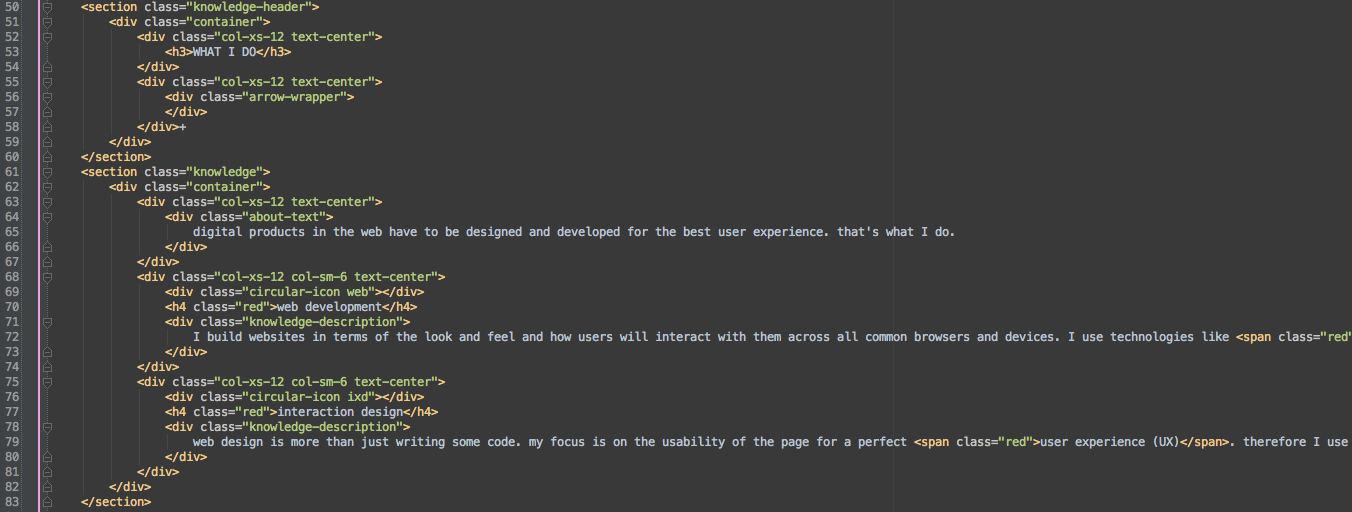 50 <section class="knowledge-header">
51 <div class="container">
52 <div class="col-xs-12 text-center">
53 <h3>WHAT I DO</h3>
54 </div>
55 <div class="col-xs-12 text-center">
56 <div class="arrow-wrapper">
57 </div>
58 </div>+
59 </div>
60 </section>
61 <section class="knowledge">
62 <div class="container">
63 <div class="col-xs-12 text-center">
64 <div class="about-text">
65 digital products in the web have to be designed and developed for the best user experience. that's what I do.
66 </div>
67 </div>
68 <div class="col-xs-12 col-sm-6 text-center">
69 <div class="circular-icon web"></div>
70 <h4 class="red">web development</h4>
71 <div class="knowledge-description">
72 I build websites in terms of the look and feel and how users will interact with them across all common browsers and devices. I use technologies like <span class="red"
73 </div>
74 </div>
75 <div class="col-xs-12 col-sm-6 text-center">
76 <div class="circular-icon ixd"></div>
77 <h4 class="red">interaction design</h4>
78 <div class="knowledge-description">
79 web design is more than just writing some code. my focus is on the usability of the page for a perfect <span class="red">user experience (UX)</span>. therefore I use
80 </div>
81 </div>
82 </div>
83 </section>